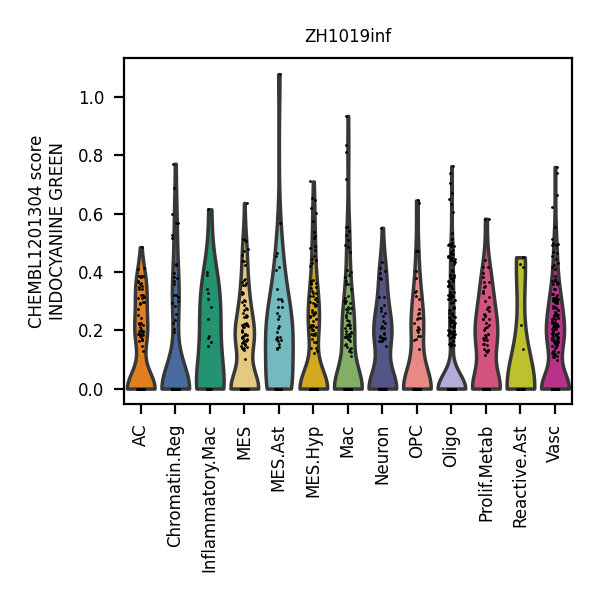 ZH1019inf
CHEMBL1201304 score
INDOCYANINE GREEN
1.0
0.8
0.6
0.4
0.2
0.0
AC
Chromatin.Reg
Inflammatory.Mac
MES
MES.Ast
MES.Hyp
Mac
Neuron
OPC
Oligo
Prolif.Metab
Reactive.Ast
Vasc